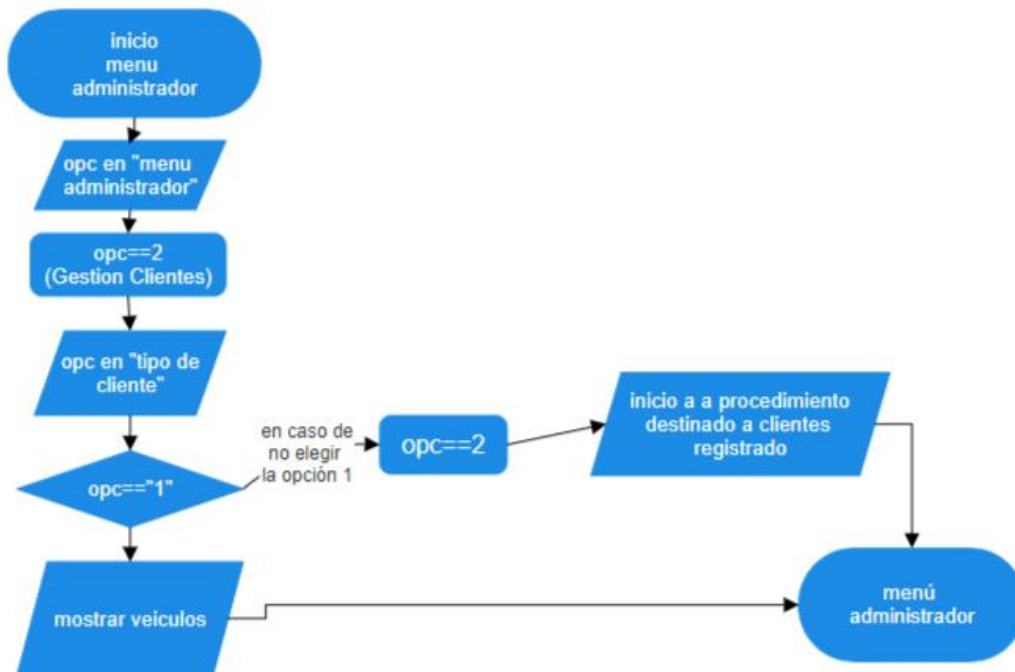 inicio
menu
administrador
opc en "menu
administrador"
opc==2
(Gestion Clientes)
opc en "tipo de
cliente"
opc=="1"
en caso de
no elegir
la opción 1
opc==2
inicio a a procedimiento
destinado a clientes
registrado
mostrar veiculos
menú
administrador